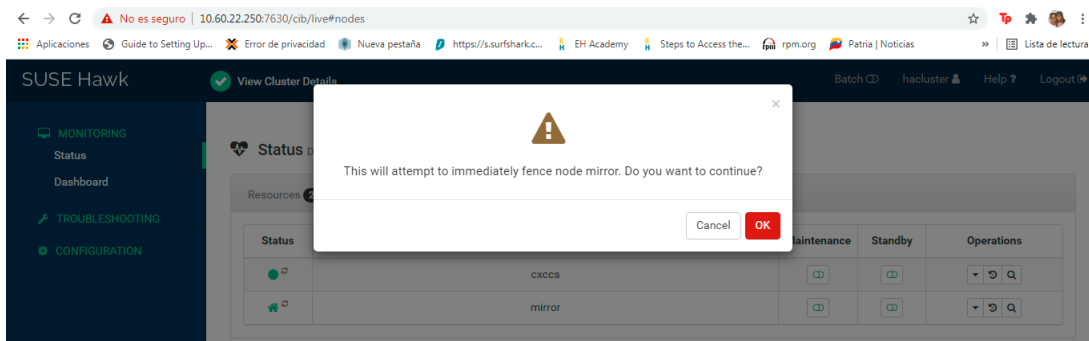 No es seguro | 10.60.22.250:7630/cib/live#nodes
Aplicaciones Guide to Setting Up... Error de privacidad Nueva pestaña https://s.surfshark.c... EH Academy Steps to Access the... rpm.org Patria | Noticias » Lista de lectura
SUSE Hawk View Cluster Details Batch hacluster Help ? Logout
×
MONITORING
Status
Status
This will attempt to immediately fence node mirror. Do you want to continue?
Dashboard
Resources 2
TROUBLESHOOTING
Cancel OK
CONFIGURATION
Status Maintenance Standby Operations
cxccs
mirror